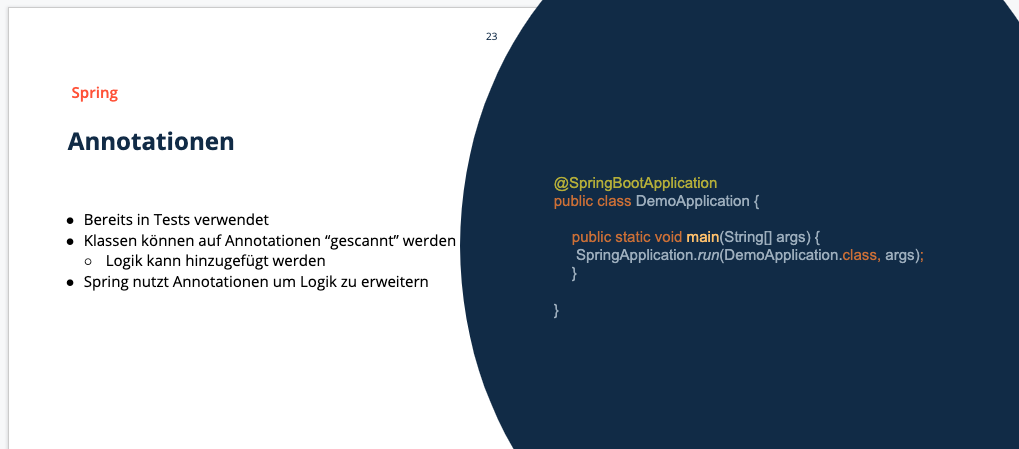 23
Spring
Annotationen
● Bereits in Tests verwendet
● Klassen können auf Annotationen “gescannt” werden
○ Logik kann hinzugefügt werden
● Spring nutzt Annotationen um Logik zu erweitern
@SpringBootApplication
public class DemoApplication {
public static void main(String[] args) {
SpringApplication.run(DemoApplication.class, args);
}
}